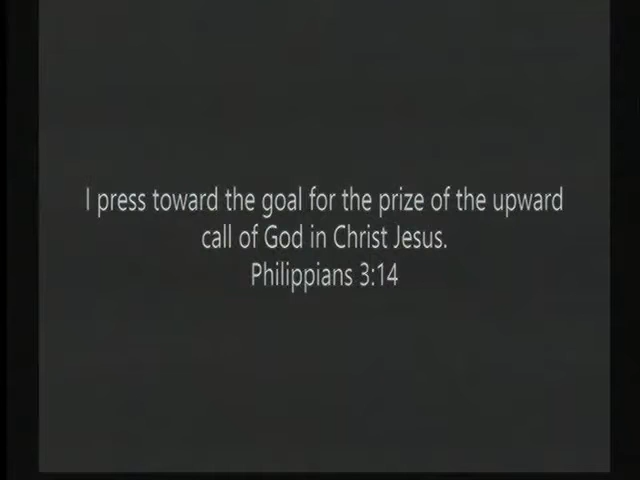 I press toward the goal for the prize of the upward
call of God in Christ Jesus.
Philippians 3:14